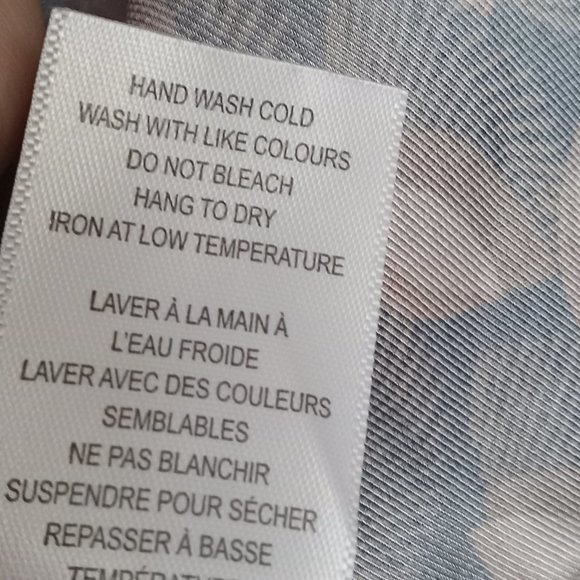 HAND WASH COLD
WASH WITH LIKE COLOURS
DO NOT BLEACH
HANG TO DRY
IRON AT LOW TEMPERATURE
LAVER À LA MAIN À
L'EAU FROIDE
LAVER AVEC DES COULEURS
SEMBLABLES
NE PAS BLANCHIR
SUSPENDRE POUR SÉCHER
REPASSER À BASSE
TEMPÉRATURE